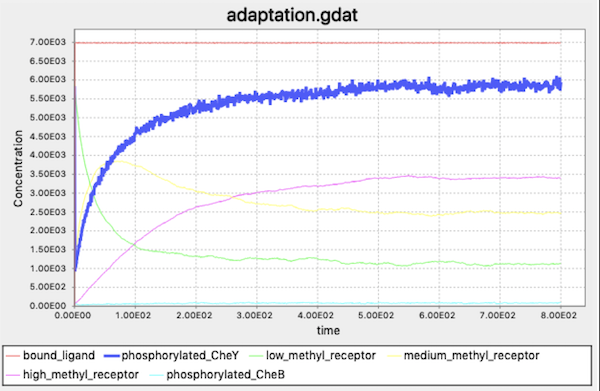 adaptation.gdat
7.00E03
6.50E03
6.00E03
5.50E03
5.00E03
4.50E03
4.00E03
3.50E03
3.00E03
2.50E03
2.00E03
1.50E03
1.00E03
5.00E02
0.00E00
Concentration
0.00E00 1.00E02 2.00E02 3.00E02 4.00E02 5.00E02 6.00E02 7.00E02 8.00E02
time
bound_ligand phosphorylated_CheY low_methyl_receptor medium_methyl_receptor
high_methyl_receptor phosphorylated_CheB